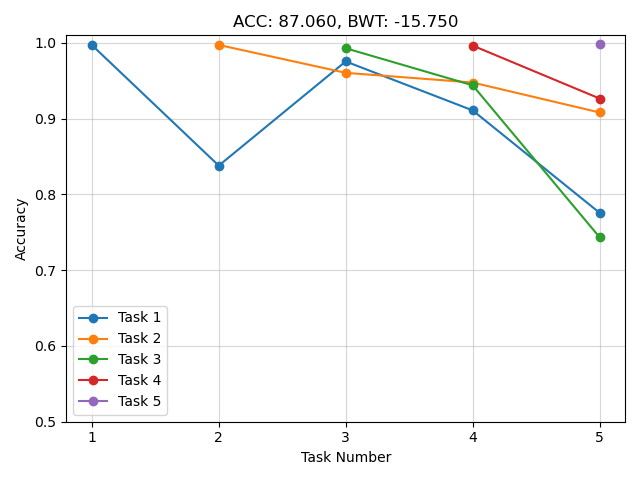 ACC: 87.060, BWT: -15.750
1.0
0.9
0.8
0.7
0.6
0.5
Accuracy
Task 1
Task 2
Task 3
Task 4
Task 5
1 2 3 4 5
Task Number